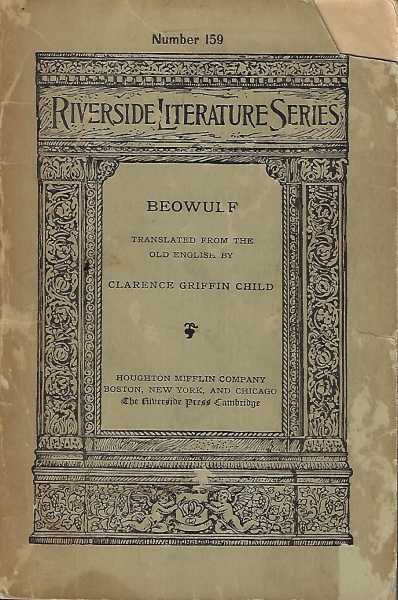 Number 159
RIVERSIDE LITERATURE SERIES
BEOWULF
TRANSLATED FROM THE
OLD ENGLISH BY
CLARENCE GRIFFIN CHILD
HOUGHTON MIFFLIN COMPANY
BOSTON, NEW YORK, AND CHICAGO
The Riverside Press Cambridge